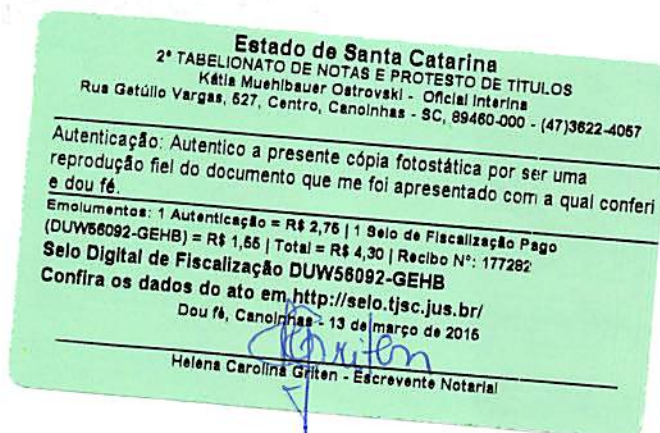 Estado de Santa Catarina
2º TABELIONATO DE NOTAS E PROTESTO DE TÍTULOS
Kátia Muehlbauer Ostrovski - Oficial Interina
Rua Getúlio Vargas, 527, Centro, Canoinhas - SC, 89460-000 - (47)3622-4057
Autenticação: Autentico a presente cópia fotostática por ser uma
reprodução fiel do documento que me foi apresentado com a qual conferi
e dou fé.
Emolumentos: 1 Autenticação = R$ 2,75 | 1 Selo de Fiscalização Pago
(DUW56092-GEHB) = R$ 1,55 | Total = R$ 4,30 | Recibo Nº: 177282
Selo Digital de Fiscalização DUW56092-GEHB
Confira os dados do ato em http://selo.tjsc.jus.br/
Dou fé, Canoinhas - 13 de março de 2015
Griten
Helena Carolina Griten - Escrevente Notarial